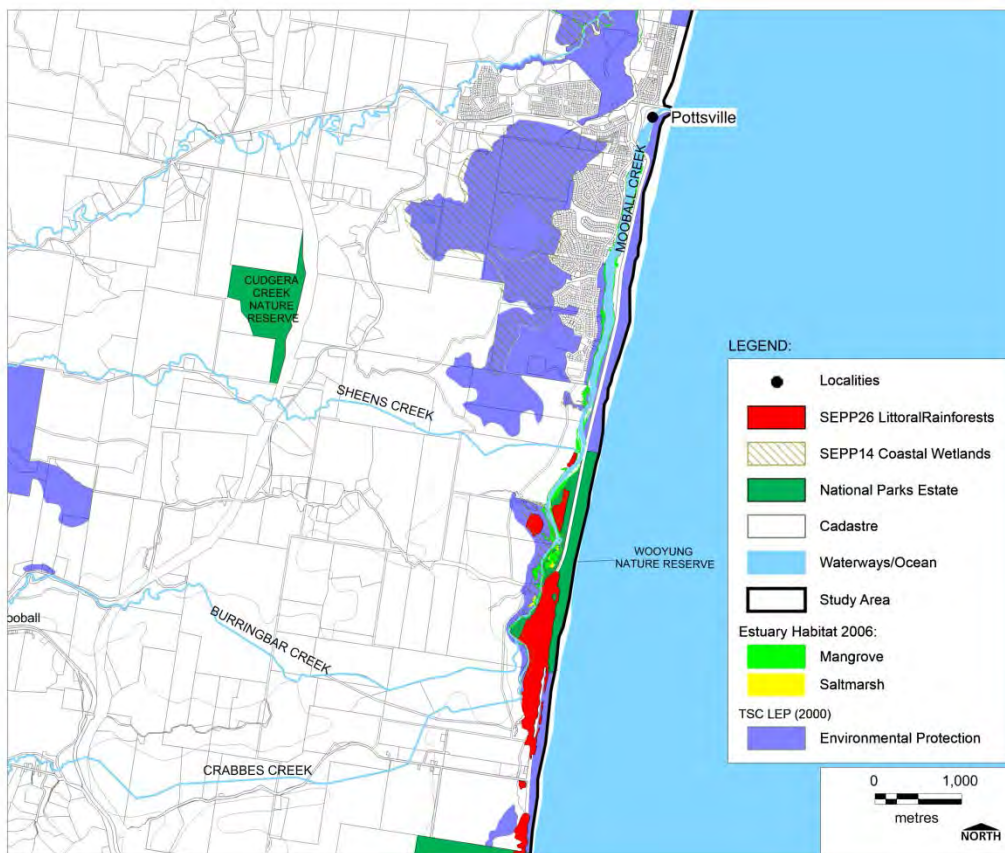 Pottsville
MOOBALL CREEK
CUDGERA
CREEK
NATURE
RESERVE
SHEENS CREEK
WOOYUNG
NATURE RESERVE
ooball
BURRINGBAR CREEK
CRABBES CREEK
LEGEND:
Localities
SEPP26 LittoralRainforests
SEPP14 Coastal Wetlands
National Parks Estate
Cadastre
Waterways/Ocean
Study Area
Estuary Habitat 2006:
Mangrove
Saltmarsh
TSC LEP (2000)
Environmental Protection
0 1,000
metres
NORTH